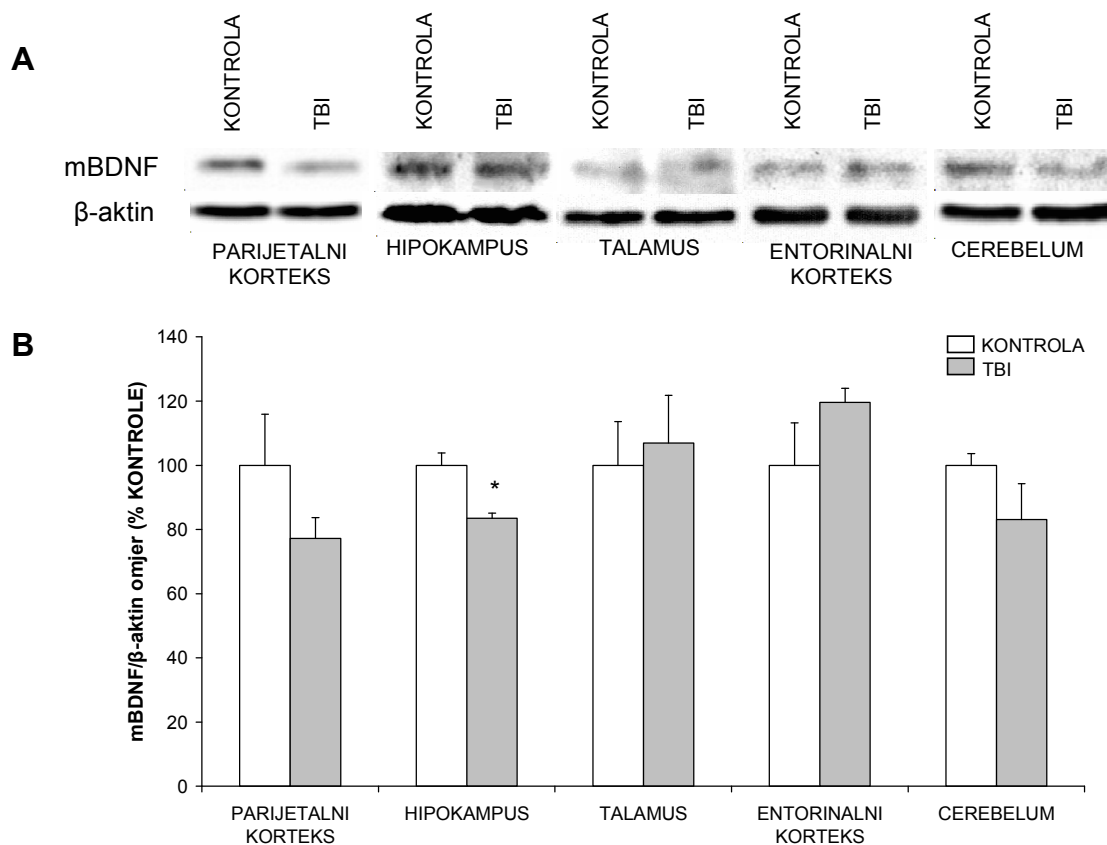 A
KONTROLA TBI KONTROLA TBI KONTROLA TBI KONTROLA TBI KONTROLA TBI
mBDNF
β-aktin
PARIJETALNI KORTEKS HIPOKAMPUS TALAMUS ENTORINALNI KORTEKS CEREBELUM
B
mBDNF/β-aktin omjer (% KONTROLE)
140
120
100
80
60
40
20
0
*
KONTROLA
TBI
PARIJETALNI KORTEKS HIPOKAMPUS TALAMUS ENTORINALNI KORTEKS CEREBELUM